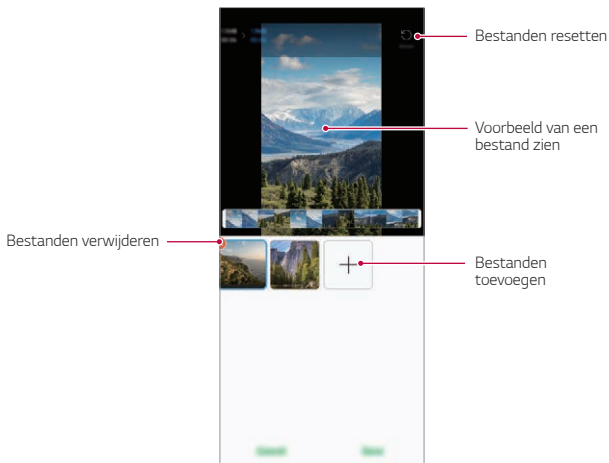 Bestanden resetten
Voorbeeld van een
bestand zien
Bestanden verwijderen
Bestanden
toevoegen